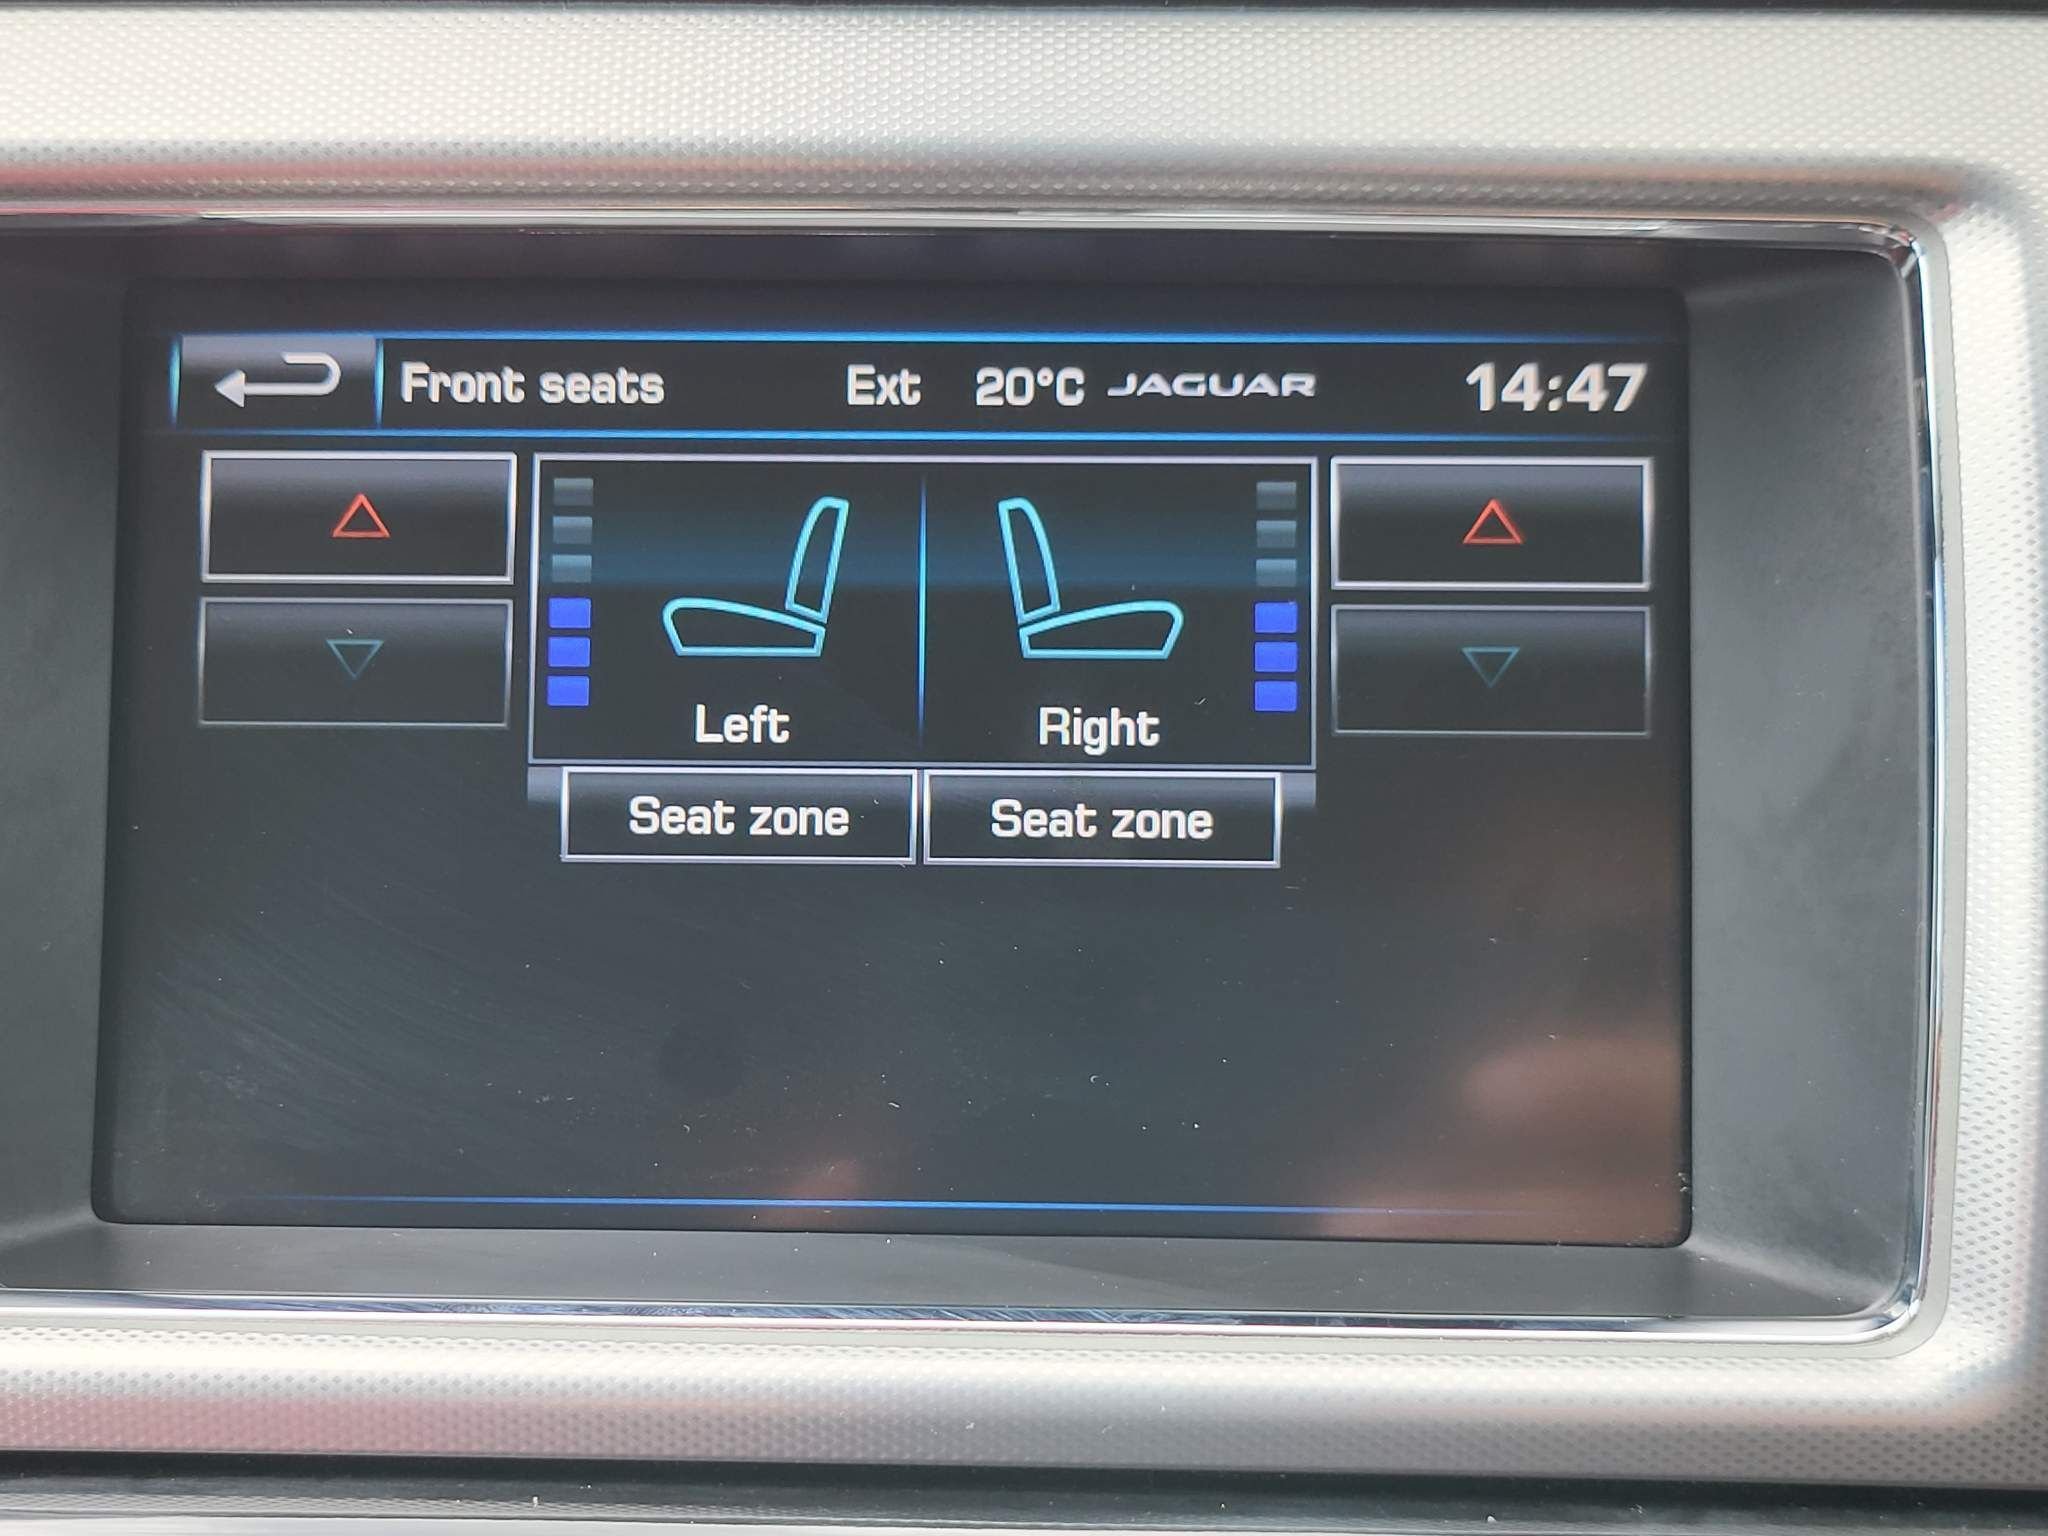 Front seats Ext 20°C JAGUAR 14:47
Left Right
Seat zone Seat zone